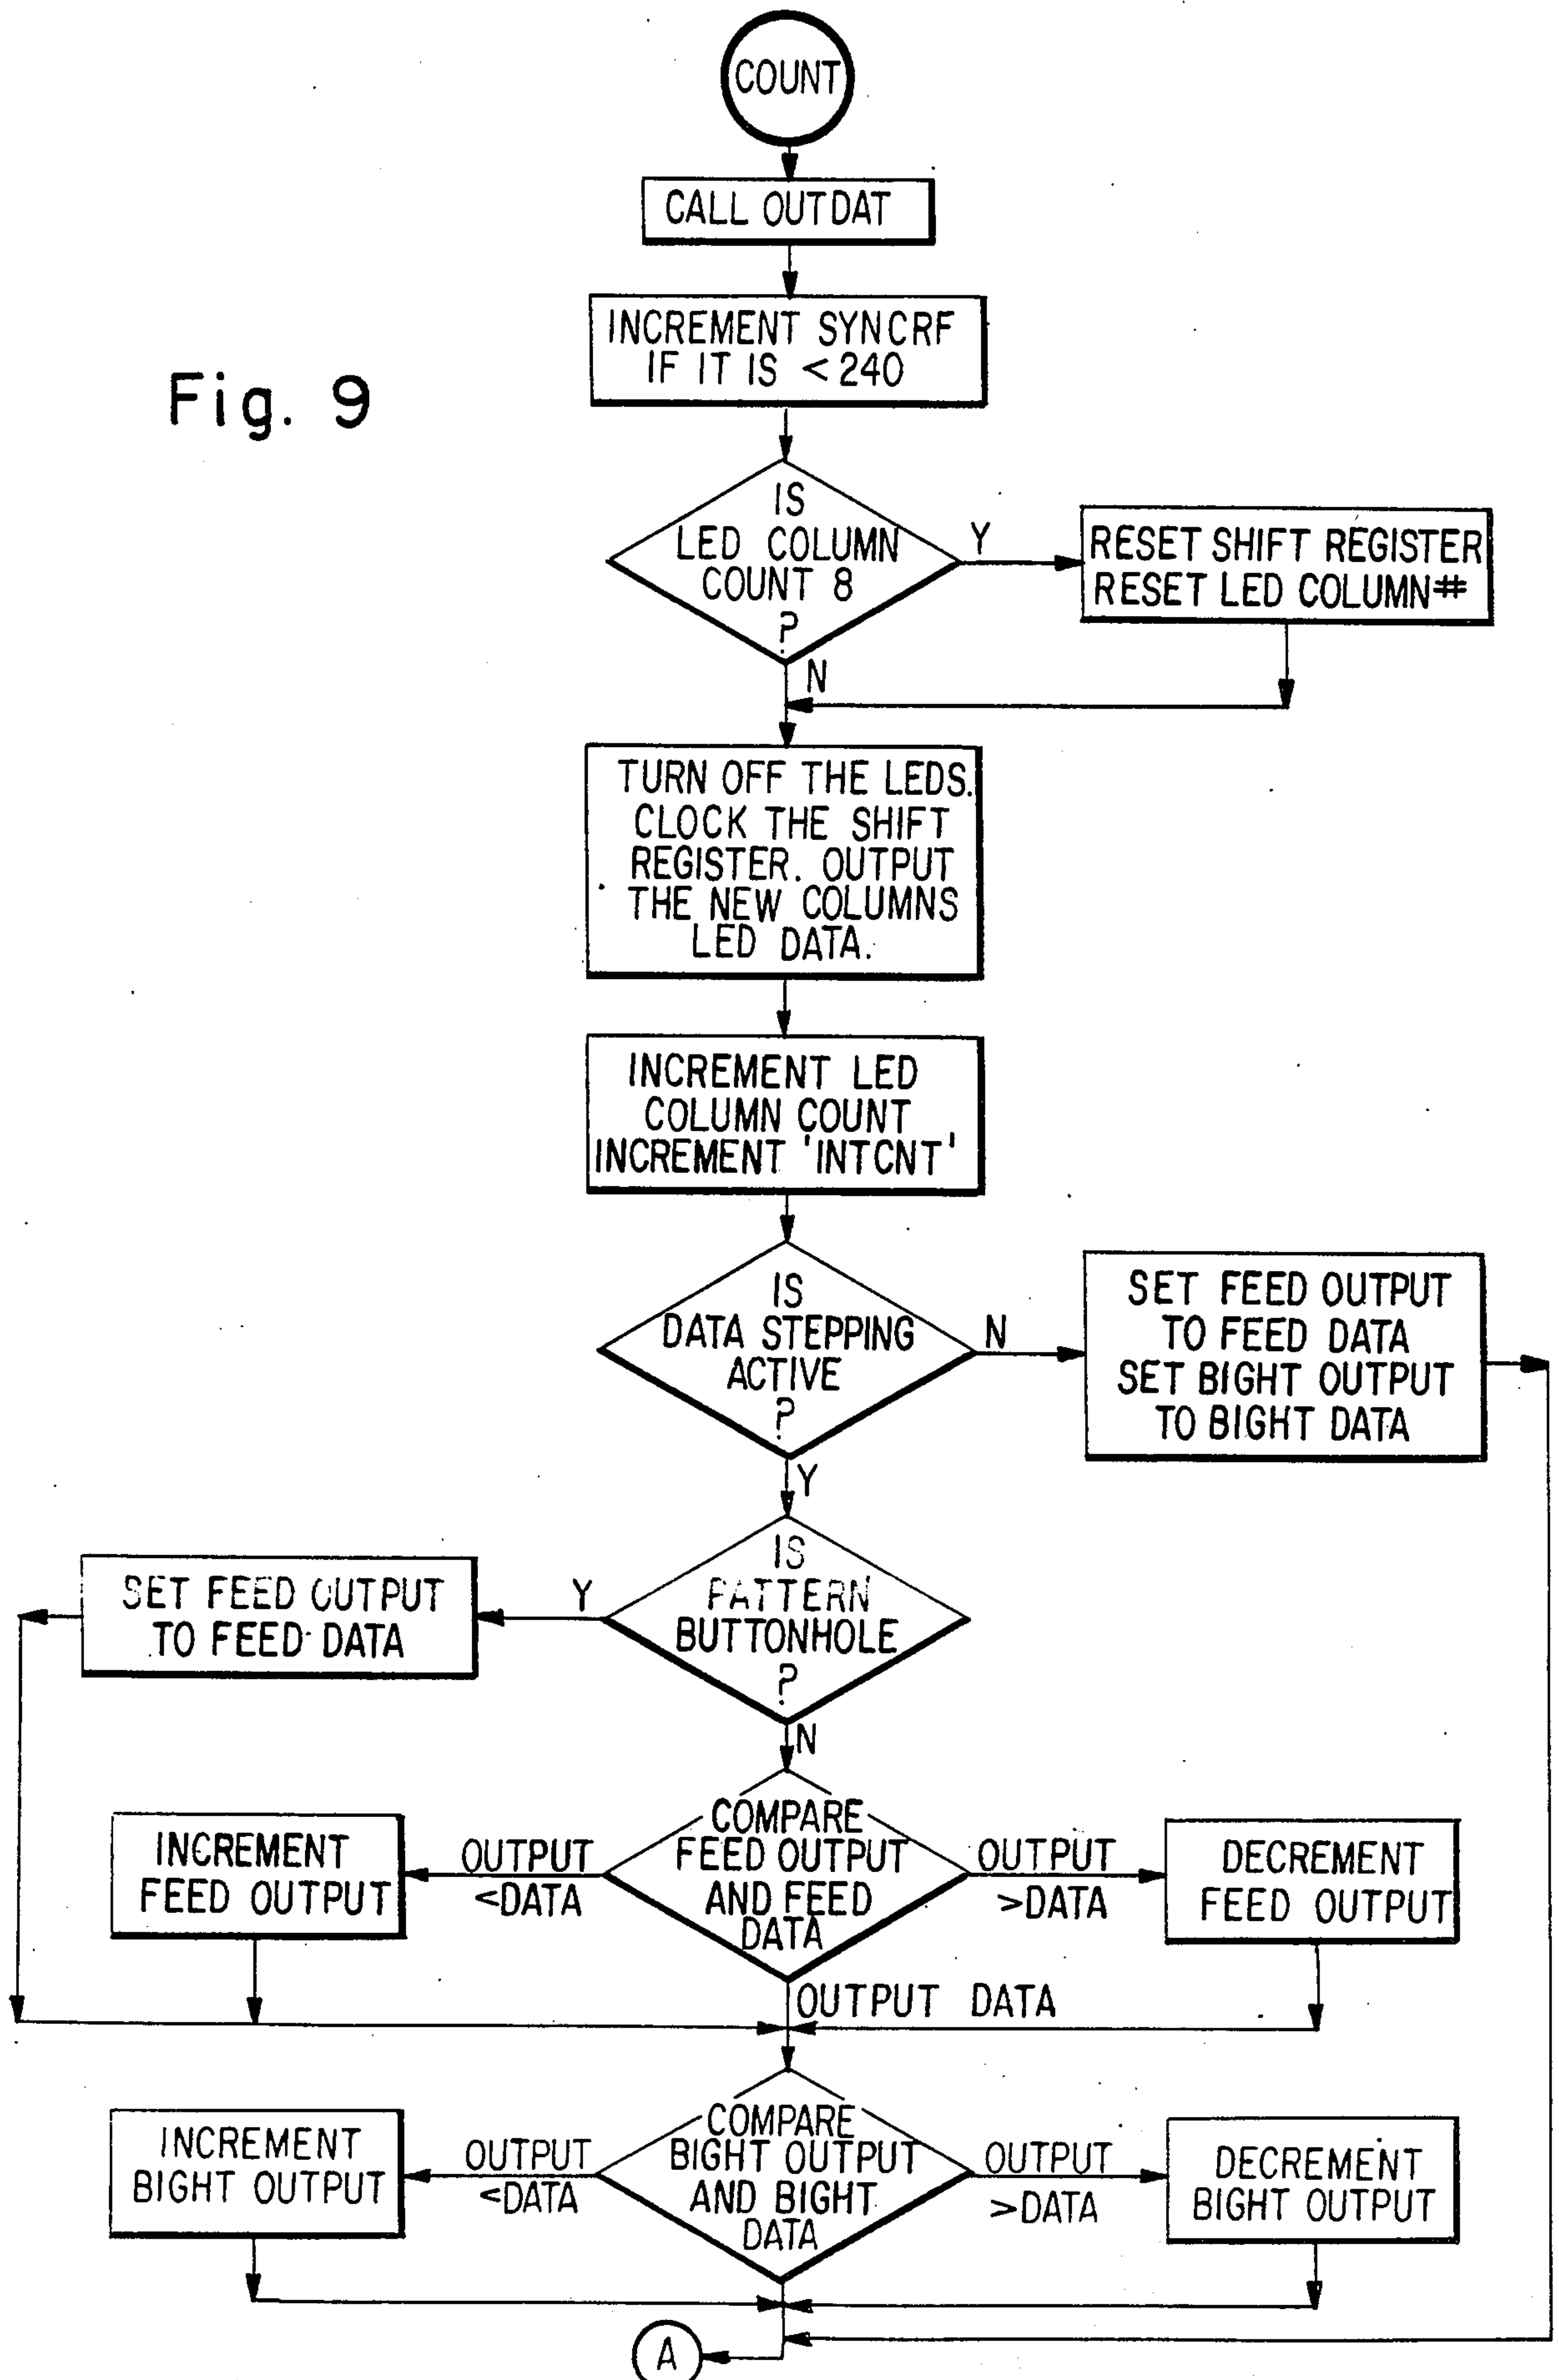 COUNT
CALL OUTDAT
INCREMENT SYNCRF
IF IT IS <240
Fig. 9
IS
LED COLUMN
COUNT 8
?
Y
RESET SHIFT REGISTER
RESET LED COLUMN#
N
TURN OFF THE LEDS.
CLOCK THE SHIFT
REGISTER. OUTPUT
THE NEW COLUMNS
LED DATA.
INCREMENT LED
COLUMN COUNT
INCREMENT 'INTCNT'
IS
DATA STEPPING
ACTIVE
?
N
SET FEED OUTPUT
TO FEED DATA
SET BIGHT OUTPUT
TO BIGHT DATA
Y
IS
PATTERN
BUTTONHOLE
?
Y
SET FEED OUTPUT
TO FEED DATA
N
COMPARE
FEED OUTPUT
AND FEED
DATA
OUTPUT
<DATA
INCREMENT
FEED OUTPUT
OUTPUT
>DATA
DECREMENT
FEED OUTPUT
OUTPUT DATA
COMPARE
BIGHT OUTPUT
AND BIGHT
DATA
OUTPUT
<DATA
INCREMENT
BIGHT OUTPUT
OUTPUT
>DATA
DECREMENT
BIGHT OUTPUT
A